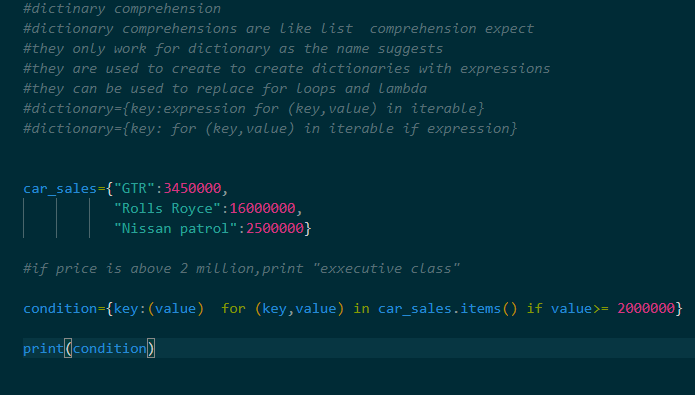 #dictinary comprehension
#dictionary comprehensions are like list  comprehension expect
#they only work for dictionary as the name suggests
#they are used to create to create dictionaries with expressions
#they can be used to replace for loops and lambda
#dictionary={key:expression for (key,value) in iterable}
#dictionary={key: for (key,value) in iterable if expression}
car_sales={"GTR":3450000,
"Rolls Royce":16000000,
"Nissan patrol":2500000}
#if price is above 2 million,print "exxecutive class"
condition={key:(value)  for (key,value) in car_sales.items() if value>= 2000000}
print(condition)